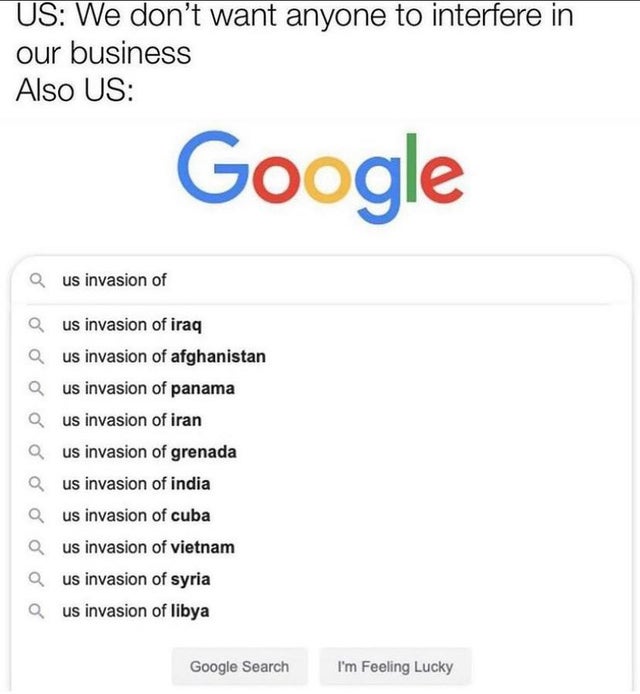 US: We don't want anyone to interfere in
our business
Also US:
Google
us invasion of
us invasion of iraq
us invasion of afghanistan
us invasion of panama
us invasion of iran
us invasion of grenada
us invasion of india
us invasion of cuba
us invasion of vietnam
us invasion of syria
us invasion of libya
Google Search I'm Feeling Lucky